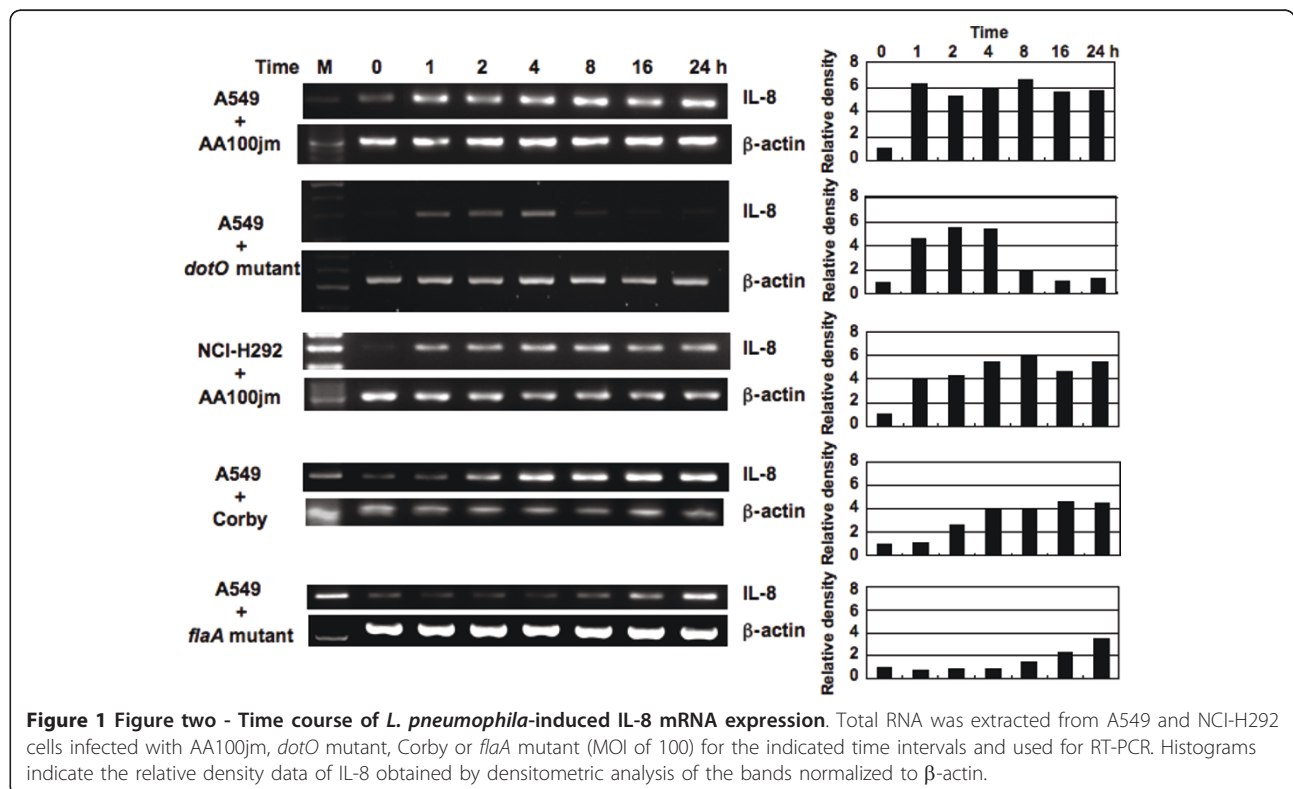 Time M 0 1 2 4 8 16 24 h
A549
+
AA100jm
IL-8
β-actin
A549
+
dotO mutant
IL-8
β-actin
NCI-H292
+
AA100jm
IL-8
β-actin
A549
+
Corby
IL-8
β-actin
A549
+
flaA mutant
IL-8
β-actin
Time
0 1 2 4 8 16 24 h
Relative density
8
6
4
2
0
Relative density
8
6
4
2
0
Relative density
8
6
4
2
0
Relative density
8
6
4
2
0
Relative density
8
6
4
2
0
Figure 1 Figure two - Time course of L. pneumophila-induced IL-8 mRNA expression. Total RNA was extracted from A549 and NCI-H292
cells infected with AA100jm, dotO mutant, Corby or flaA mutant (MOI of 100) for the indicated time intervals and used for RT-PCR. Histograms
indicate the relative density data of IL-8 obtained by densitometric analysis of the bands normalized to β-actin.